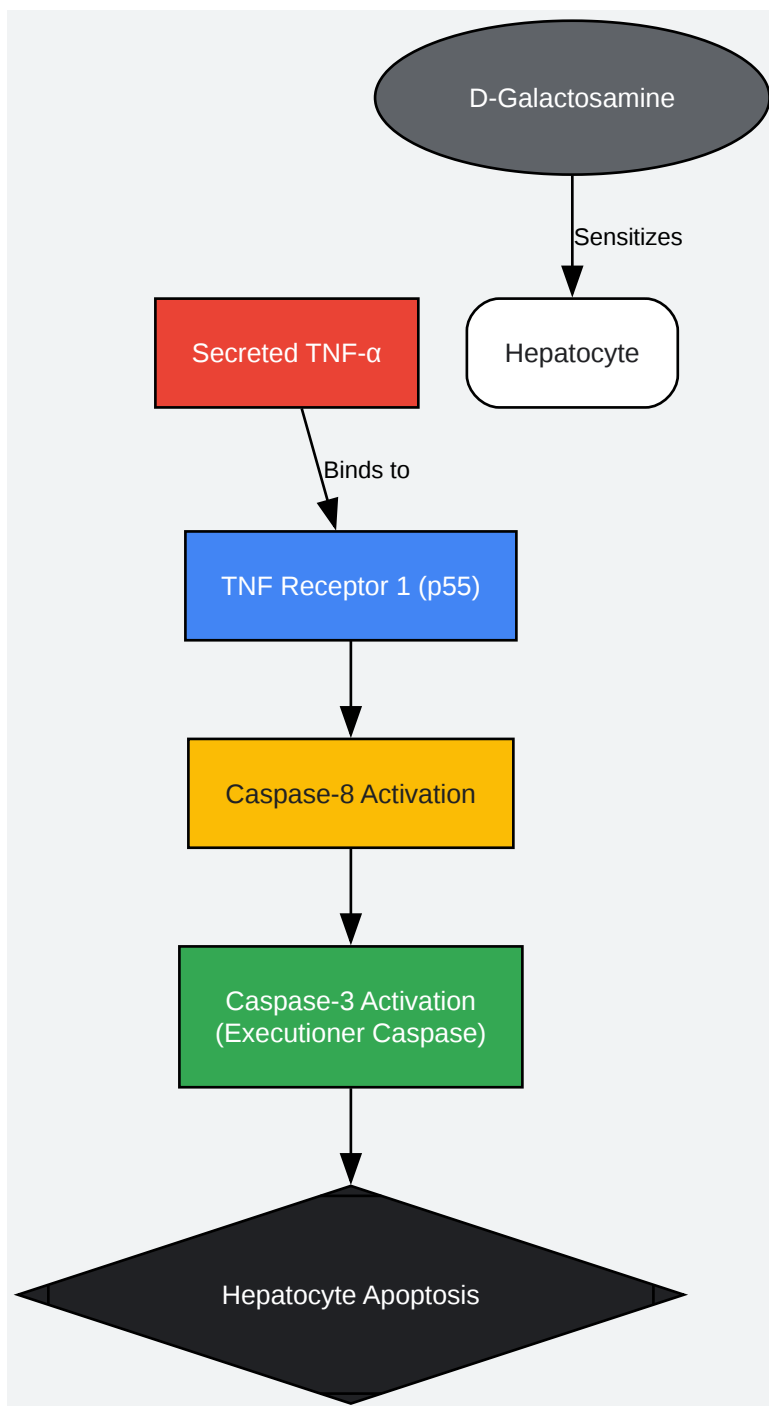 D-Galactosamine
Sensitizes
Secreted TNF-α
Hepatocyte
Binds to
TNF Receptor 1 (p55)
Caspase-8 Activation
Caspase-3 Activation
(Executioner Caspase)
Hepatocyte Apoptosis